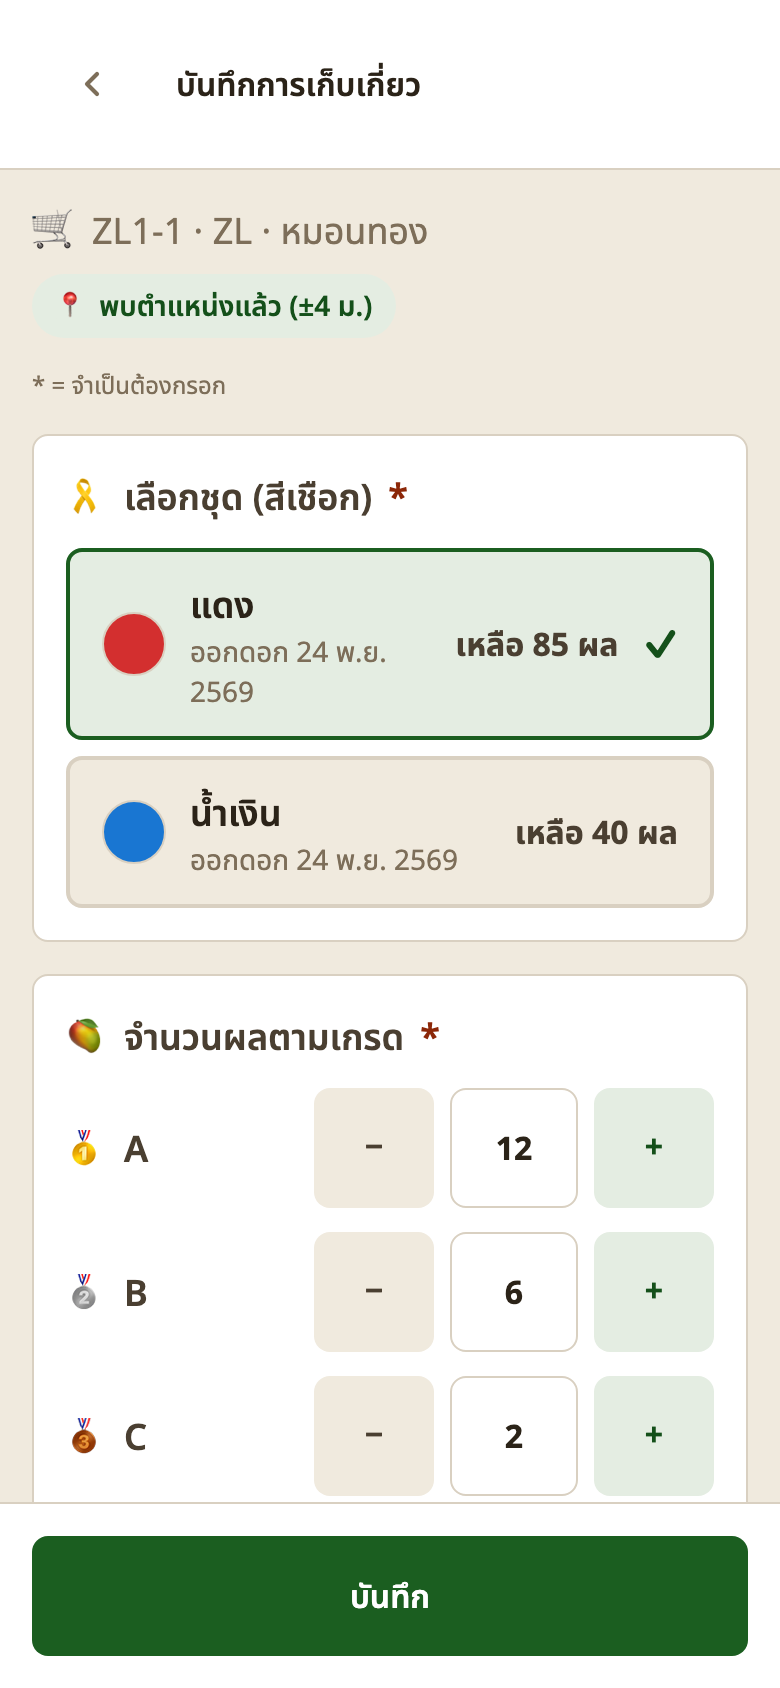 บันทึกการเก็บเกี่ยว
ZL1-1 · ZL · หมอนทอง
พบตำแหน่งแล้ว (±4 ม.)
* = จำเป็นต้องกรอก
เลือกชุด (สีเชือก) *
แดง
ออกดอก 24 พ.ย.
2569
เหลือ 85 ผล
น้ำเงิน
ออกดอก 24 พ.ย. 2569
เหลือ 40 ผล
จำนวนผลตามเกรด *
1 A − 12 +
2 B − 6 +
3 C − 2 +
บันทึก